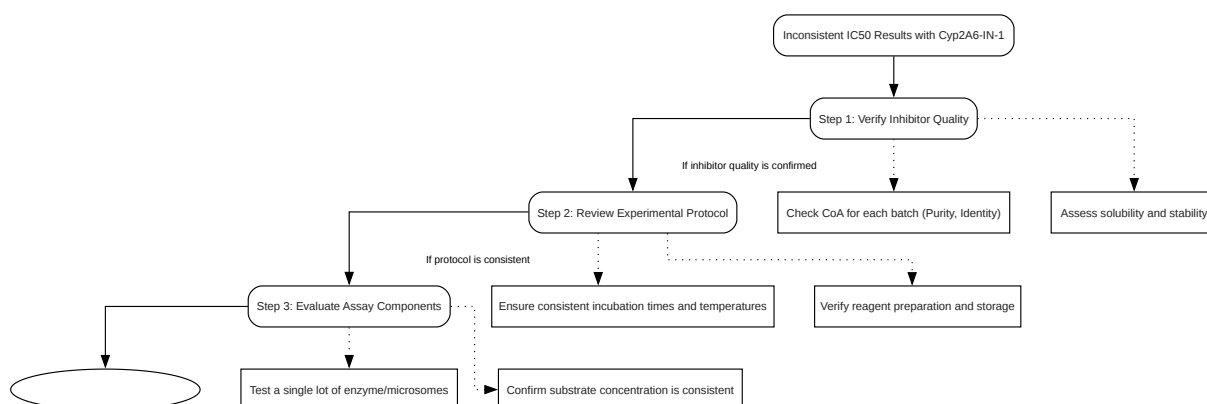 Inconsistent IC50 Results with Cyp2A6-IN-1
Step 1: Verify Inhibitor Quality
If inhibitor quality is confirmed
Step 2: Review Experimental Protocol
Check CoA for each batch (Purity, Identity)
Assess solubility and stability
If protocol is consistent
Step 3: Evaluate Assay Components
Ensure consistent incubation times and temperatures
Verify reagent preparation and storage
Test a single lot of enzyme/microsomes
Confirm substrate concentration is consistent